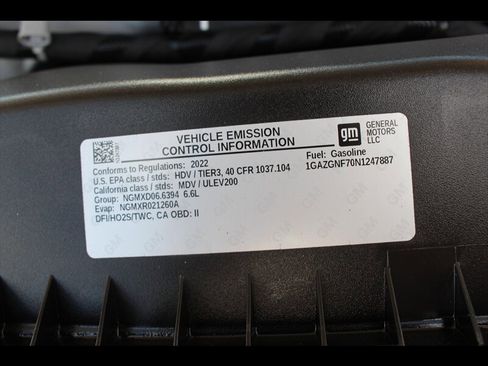 VEHICLE EMISSION
CONTROL INFORMATION
gm
GENERAL
MOTORS
LLC
Conforms to Regulations: 2022
Fuel: Gasoline
U.S. EPA class / stds: HDV / TIER3, 40 CFR 1037.104
1GAZGNF70N1247887
California class / stds: MDV / ULEV200
Group: NGMXD06.6394 6.6L
Evap: NGMXR021260A
DFI/HO2S/TWC, CA OBD: II